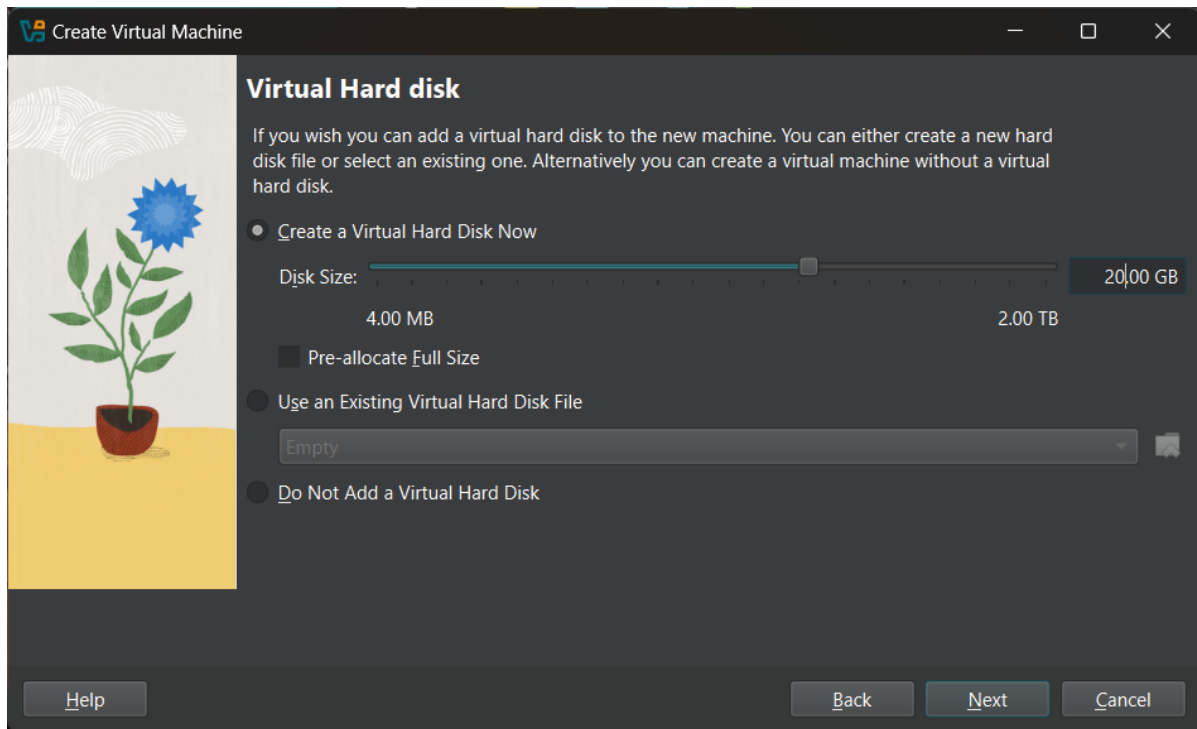 Create Virtual Machine
Virtual Hard disk
If you wish you can add a virtual hard disk to the new machine. You can either create a new hard
disk file or select an existing one. Alternatively you can create a virtual machine without a virtual
hard disk.
Create a Virtual Hard Disk Now
Disk Size: 20.00 GB
4.00 MB 2.00 TB
Pre-allocate Full Size
Use an Existing Virtual Hard Disk File
Empty
Do Not Add a Virtual Hard Disk
Help Back Next Cancel